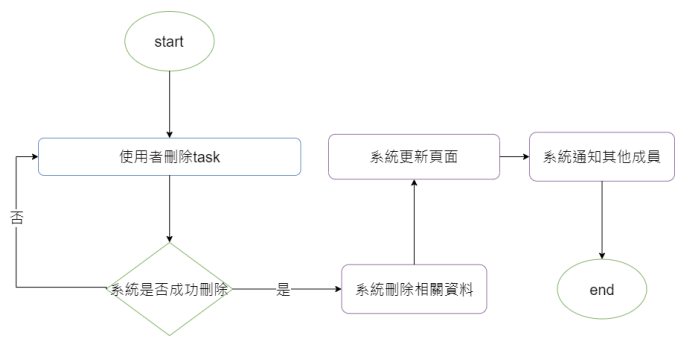 start
使用者刪除task
否
系統是否成功刪除
是
系統刪除相關資料
系統更新頁面
系統通知其他成員
end